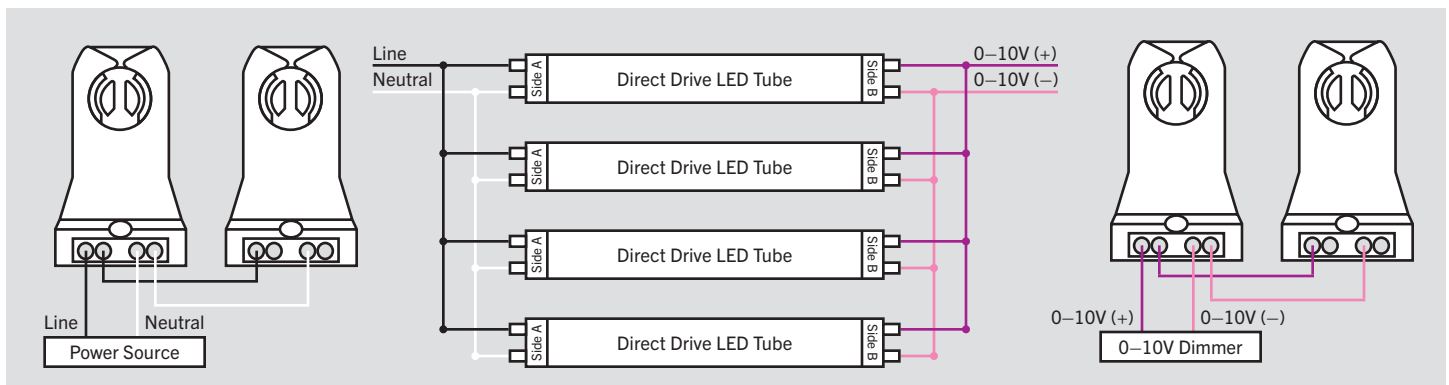 Line
Neutral
Power Source
Line
Neutral
Side A
Direct Drive LED Tube
Side B
Side A
Direct Drive LED Tube
Side B
Side A
Direct Drive LED Tube
Side B
Side A
Direct Drive LED Tube
Side B
0–10V (+)
0–10V (–)
0–10V (+)
0–10V (–)
0–10V Dimmer